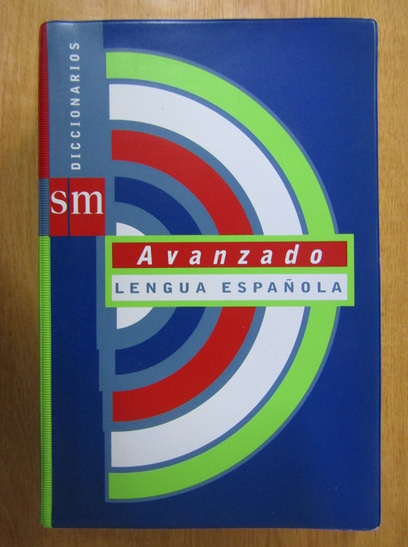 DICCIONARIOS
sm
Avanzado
LENGUA ESPAÑOLA